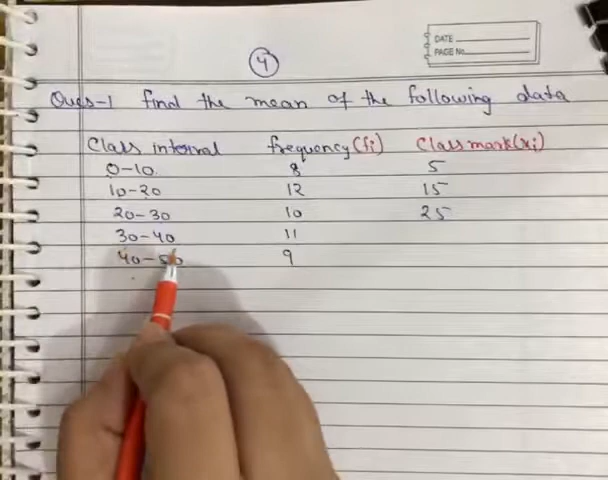 DATE
PAGE No.
4
Ques-1 find the mean of the following data
Class interval frequency (fi) Class mark (xi)
0-10 8 5
10-20 12 15
20-30 10 25
30-40 11
40-50 9